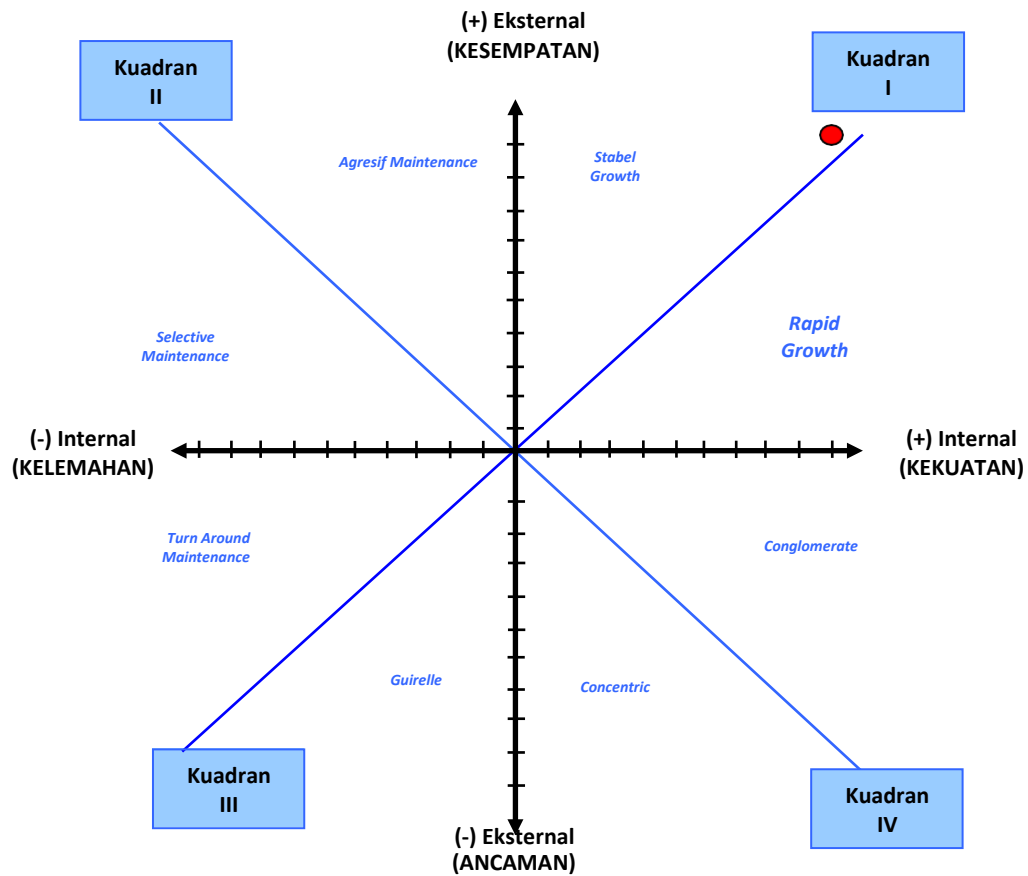 (+) Eksternal
(KESEMPATAN)
Kuadran
II
Kuadran
I
Agresif Maintenance
Stabel
Growth
Selective
Maintenance
Rapid
Growth
(-) Internal
(KELEMAHAN)
(+) Internal
(KEKUATAN)
Turn Around
Maintenance
Conglomerate
Guirelle
Concentric
Kuadran
III
Kuadran
IV
(-) Eksternal
(ANCAMAN)